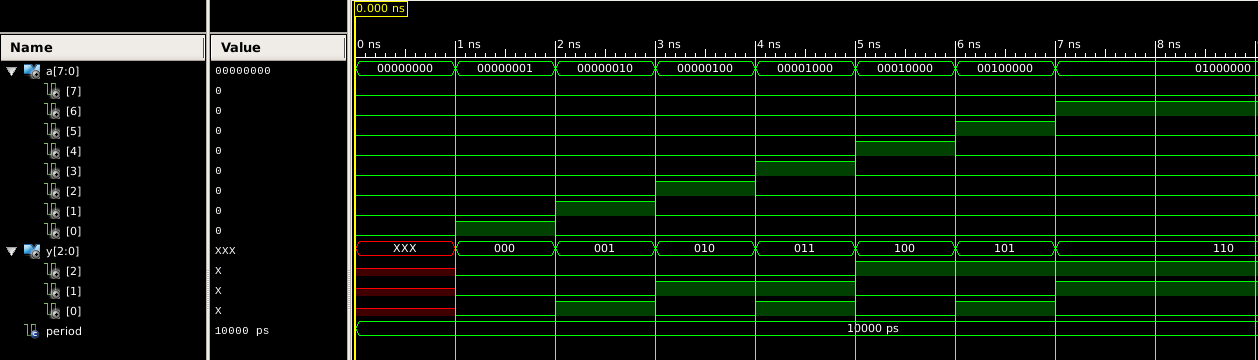 0.000 ns
Name Value 0 ns 1 ns 2 ns 3 ns 4 ns 5 ns 6 ns 7 ns 8 ns
a[7:0] 00000000 00000000 00000001 00000010 00000100 00001000 00010000 00100000 01000000
[7] 0
[6] 0
[5] 0
[4] 0
[3] 0
[2] 0
[1] 0
[0] 0
y[2:0] XXX XXX 000 001 010 011 100 101 110
[2] X
[1] X
[0] X
period 10000 ps 10000 ps